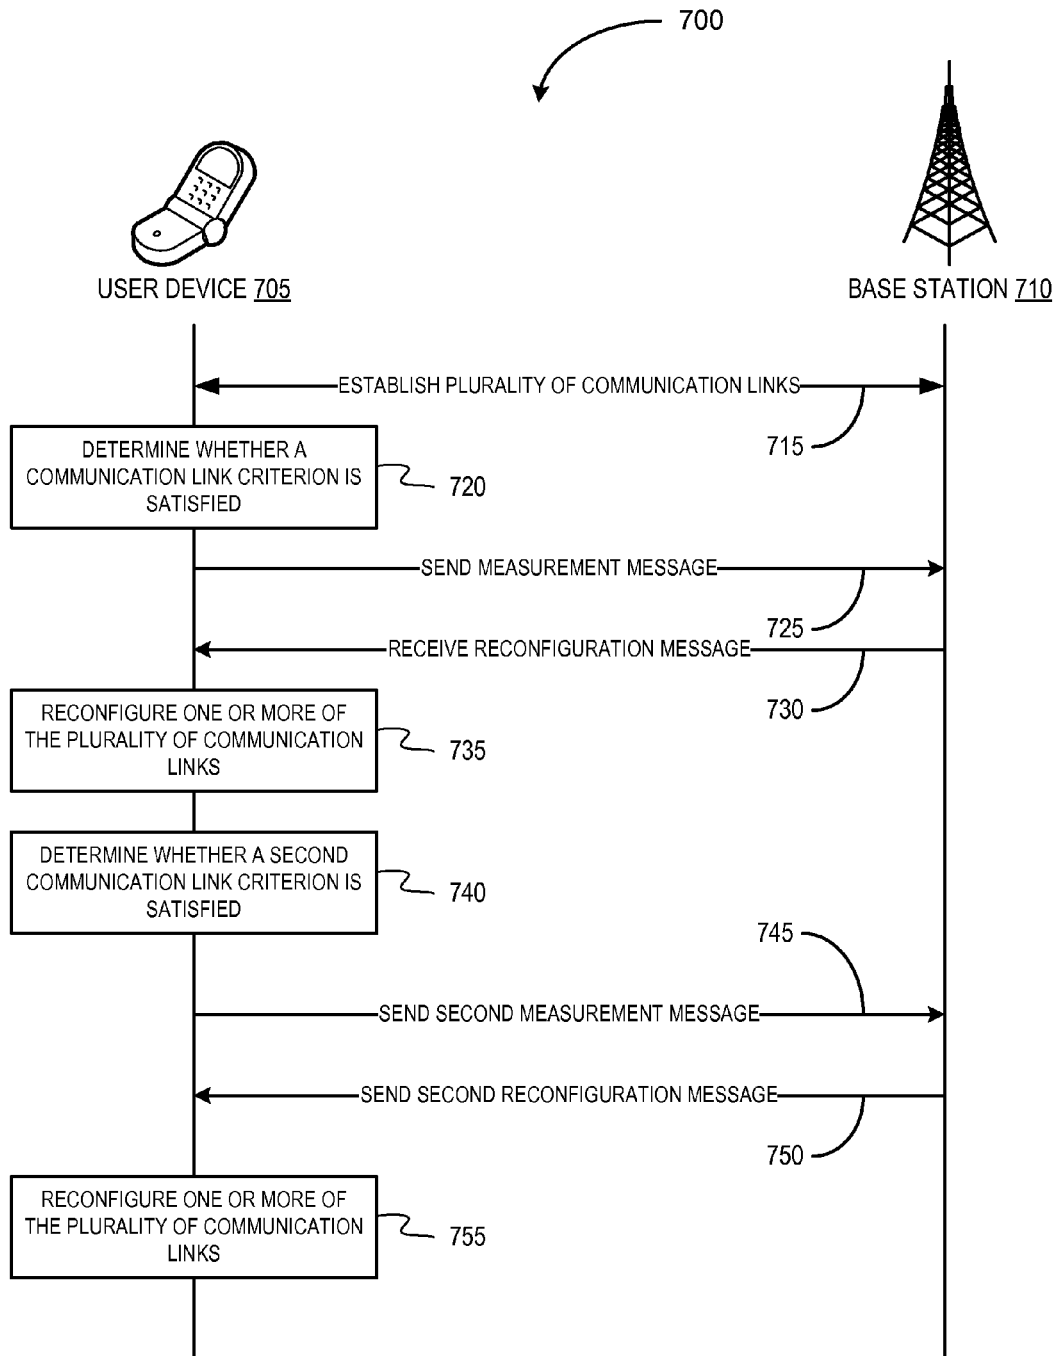 700
USER DEVICE 705
BASE STATION 710
ESTABLISH PLURALITY OF COMMUNICATION LINKS
715
DETERMINE WHETHER A
COMMUNICATION LINK CRITERION IS
SATISFIED
720
SEND MEASUREMENT MESSAGE
725
RECEIVE RECONFIGURATION MESSAGE
730
RECONFIGURE ONE OR MORE OF
THE PLURALITY OF COMMUNICATION
LINKS
735
DETERMINE WHETHER A SECOND
COMMUNICATION LINK CRITERION IS
SATISFIED
740
745
SEND SECOND MEASUREMENT MESSAGE
SEND SECOND RECONFIGURATION MESSAGE
750
RECONFIGURE ONE OR MORE OF
THE PLURALITY OF COMMUNICATION
LINKS
755